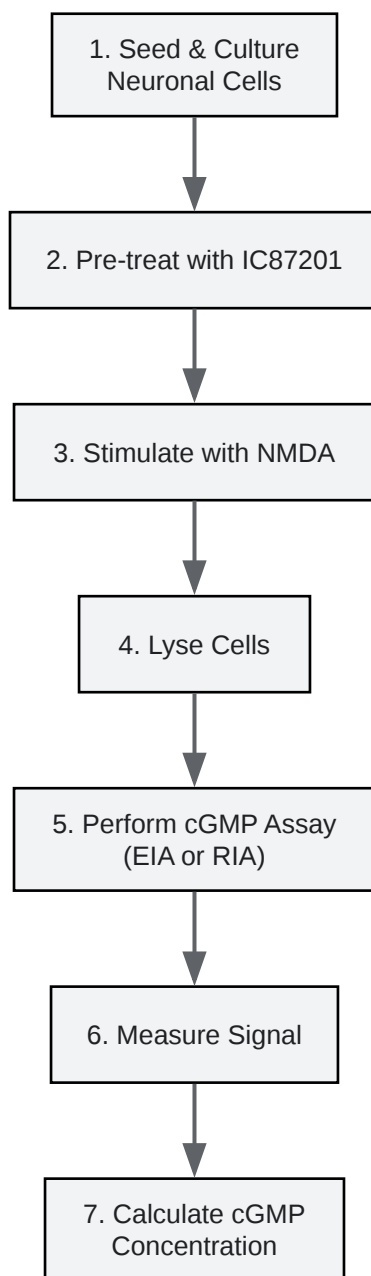 1. Seed & Culture
Neuronal Cells
2. Pre-treat with IC87201
3. Stimulate with NMDA
4. Lyse Cells
5. Perform cGMP Assay
(EIA or RIA)
6. Measure Signal
7. Calculate cGMP
Concentration